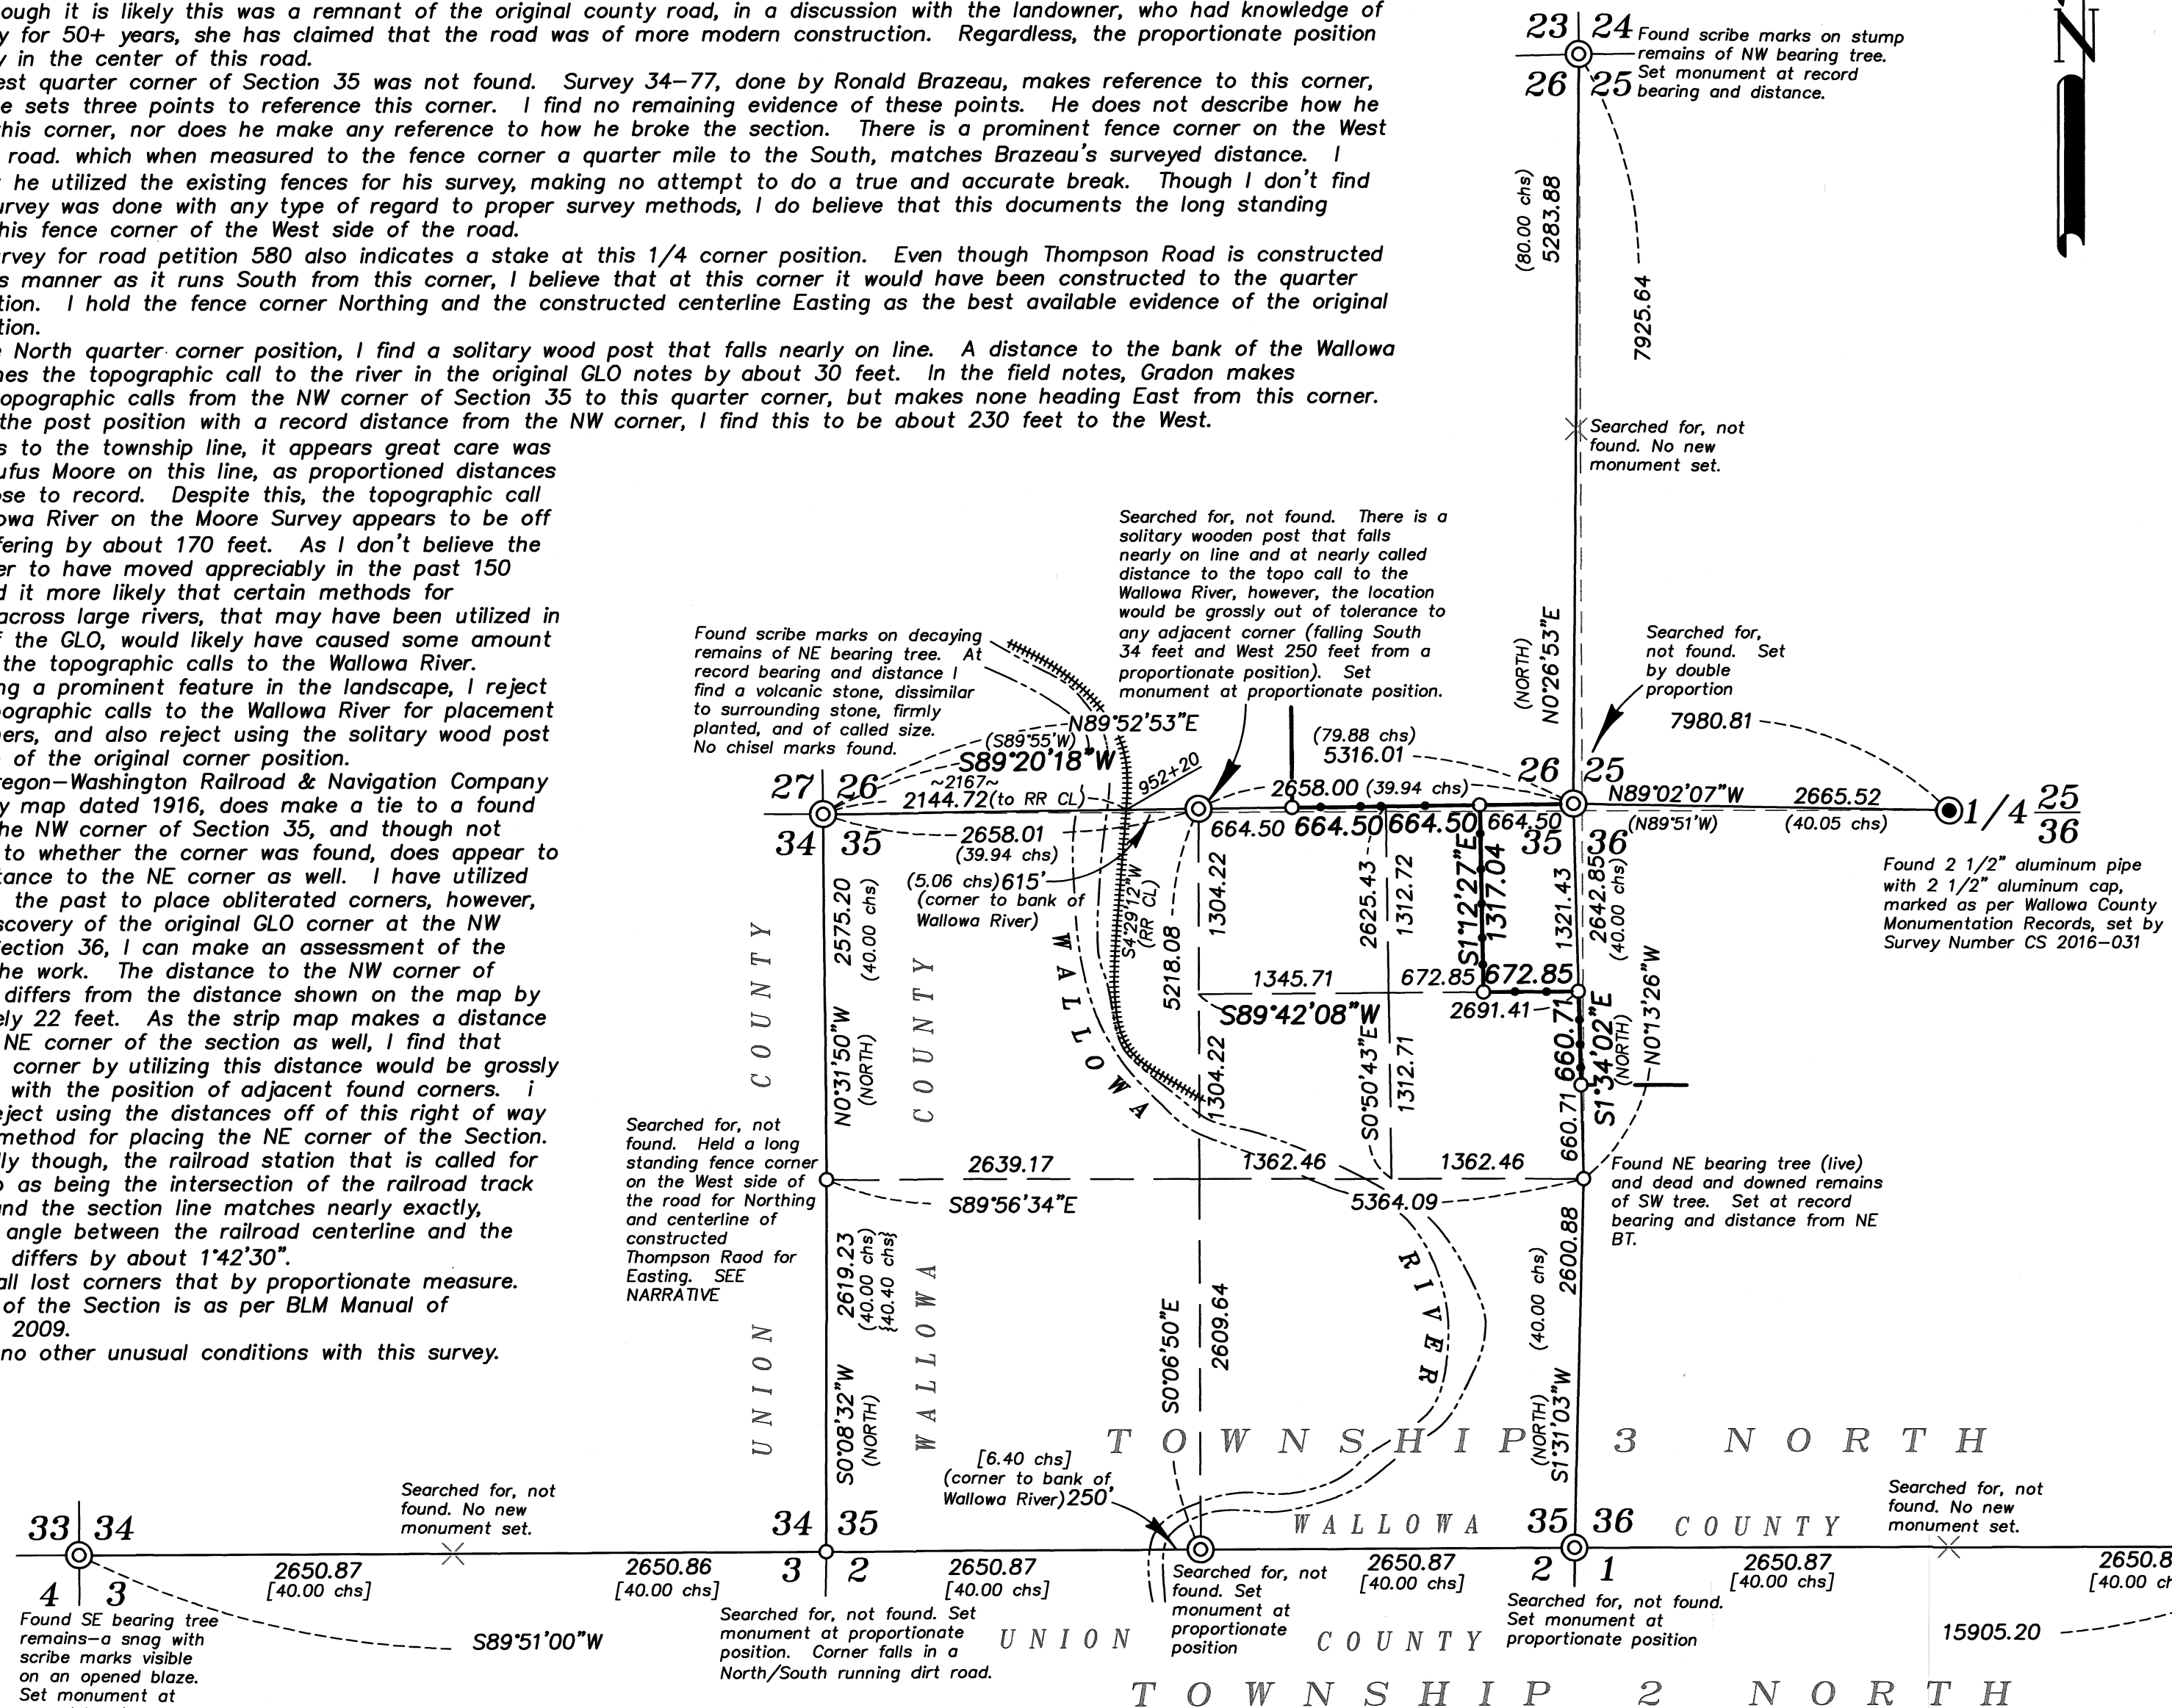 ough it is likely this was a remnant of the original county road, in a discussion with the landowner, who had knowledge of
y for 50+ years, she has claimed that the road was of more modern construction. Regardless, the proportionate position
y in the center of this road.
est quarter corner of Section 35 was not found. Survey 34-77, done by Ronald Brazeau, makes reference to this corner,
e sets three points to reference this corner. I find no remaining evidence of these points. He does not describe how he
his corner, nor does he make any reference to how he broke the section. There is a prominent fence corner on the West
road. which when measured to the fence corner a quarter mile to the South, matches Brazeau's surveyed distance. I
he utilized the existing fences for his survey, making no attempt to do a true and accurate break. Though I don't find
urvey was done with any type of regard to proper survey methods, I do believe that this documents the long standing
his fence corner of the West side of the road.
rvey for road petition 580 also indicates a stake at this 1/4 corner position. Even though Thompson Road is constructed
s manner as it runs South from this corner, I believe that at this corner it would have been constructed to the quarter
tion. I hold the fence corner Northing and the constructed centerline Easting as the best available evidence of the original
tion.
e North quarter corner position, I find a solitary wood post that falls nearly on line. A distance to the bank of the Wallowa
hes the topographic call to the river in the original GLO notes by about 30 feet. In the field notes, Gradon makes
opographic calls from the NW corner of Section 35 to this quarter corner, but makes none heading East from this corner.
the post position with a record distance from the NW corner, I find this to be about 230 feet to the West.
s to the township line, it appears great care was
ufus Moore on this line, as proportioned distances
ose to record. Despite this, the topographic call
owa River on the Moore Survey appears to be off
fering by about 170 feet. As I don't believe the
er to have moved appreciably in the past 150
d it more likely that certain methods for
across large rivers, that may have been utilized in
f the GLO, would likely have caused some amount
the topographic calls to the Wallowa River.
ng a prominent feature in the landscape, I reject
ographic calls to the Wallowa River for placement
ners, and also reject using the solitary wood post
of the original corner position.
regon-Washington Railroad & Navigation Company
y map dated 1916, does make a tie to a found
he NW corner of Section 35, and though not
to whether the corner was found, does appear to
tance to the NE corner as well. I have utilized
the past to place obliterated corners, however,
scovery of the original GLO corner at the NW
ection 36, I can make an assessment of the
he work. The distance to the NW corner of
differs from the distance shown on the map by
ely 22 feet. As the strip map makes a distance
NE corner of the section as well, I find that
corner by utilizing this distance would be grossly
with the position of adjacent found corners. i
eject using the distances off of this right of way
method for placing the NE corner of the Section.
lly though, the railroad station that is called for
o as being the intersection of the railroad track
and the section line matches nearly exactly,
angle between the railroad centerline and the
differs by about 1°42'30".
all lost corners that by proportionate measure.
of the Section is as per BLM Manual of
2009.
no other unusual conditions with this survey.
N
23 24
26 25
Found scribe marks on stump
remains of NW bearing tree.
Set monument at record
bearing and distance.
(80.00 chs)
5283.88
7925.64
Searched for, not
found. No new
monument set.
(NORTH)
N0°26'53"E
Searched for,
not found. Set
by double
proportion
7980.81
Searched for, not found. There is a
solitary wooden post that falls
nearly on line and at nearly called
distance to the topo call to the
Wallowa River, however, the location
would be grossly out of tolerance to
any adjacent corner (falling South
34 feet and West 250 feet from a
proportionate position). Set
monument at proportionate position.
Found scribe marks on decaying
remains of NE bearing tree. At
record bearing and distance I
find a volcanic stone, dissimilar
to surrounding stone, firmly
planted, and of called size.
No chisel marks found.
N89°52'53"E
(S89°55'W)
S89°20'18"W
~2167~
2144.72(to RR CL)
952+20
(79.88 chs)
5316.01
2658.00 (39.94 chs)
27 26
34 35
26 25
35 36
N89°02'07"W 2665.52
(N89°51'W) (40.05 chs)
1/4 25
36
Found 2 1/2" aluminum pipe
with 2 1/2" aluminum cap,
marked as per Wallowa County
Monumentation Records, set by
Survey Number CS 2016-031
2658.01
(39.94 chs)
664.50 664.50 664.50 664.50
(5.06 chs)615'
(corner to bank of
Wallowa River)
S4°29'12"W
(RR CL)
2575.20
(40.00 chs)
N0°31'50"W
(NORTH)
1304.22
5218.08
1304.22
2625.43
1312.72
S0°50'43"E
1312.71
S1°12'27"E
1317.04
1321.43
2642.85
(40.00 chs)
1345.71 672.85 672.85
S89°42'08"W
2691.41
660.71
S1°34'02"E
(NORTH)
N0°13'26"W
660.71
WALLOWA
RIVER
UNION COUNTY
WALLOWA COUNTY
Searched for, not
found. Held a long
standing fence corner
on the West side of
the road for Northing
and centerline of
constructed
Thompson Raod for
Easting. SEE
NARRATIVE
2639.17 1362.46 1362.46
S89°56'34"E
5364.09
Found NE bearing tree (live)
and dead and downed remains
of SW tree. Set at record
bearing and distance from NE
BT.
2619.23
(40.00 chs)
{40.40 chs}
S0°08'32"W
(NORTH)
S0°06'50"E
2609.64
2600.88
(40.00 chs)
(NORTH)
S1°31'03"W
TOWNSHIP 3 NORTH
[6.40 chs]
(corner to bank of
Wallowa River)250'
WALLOWA COUNTY
Searched for, not
found. No new
monument set.
Searched for, not
found. No new
monument set.
33 34
4 3
34 35
3 2
35 36
2 1
2650.87
[40.00 chs]
2650.86
[40.00 chs]
2650.87
[40.00 chs]
2650.87
[40.00 chs]
2650.87
[40.00 chs]
2650.8
(40.00 ch
Found SE bearing tree
remains-a snag with
scribe marks visible
on an opened blaze.
Set monument at
S89°51'00"W
Searched for, not found. Set
monument at proportionate
position. Corner falls in a
North/South running dirt road.
Searched for, not
found. Set
monument at
proportionate
position
Searched for, not found.
Set monument at
proportionate position
15905.20
UNION COUNTY
TOWNSHIP 2 NORTH